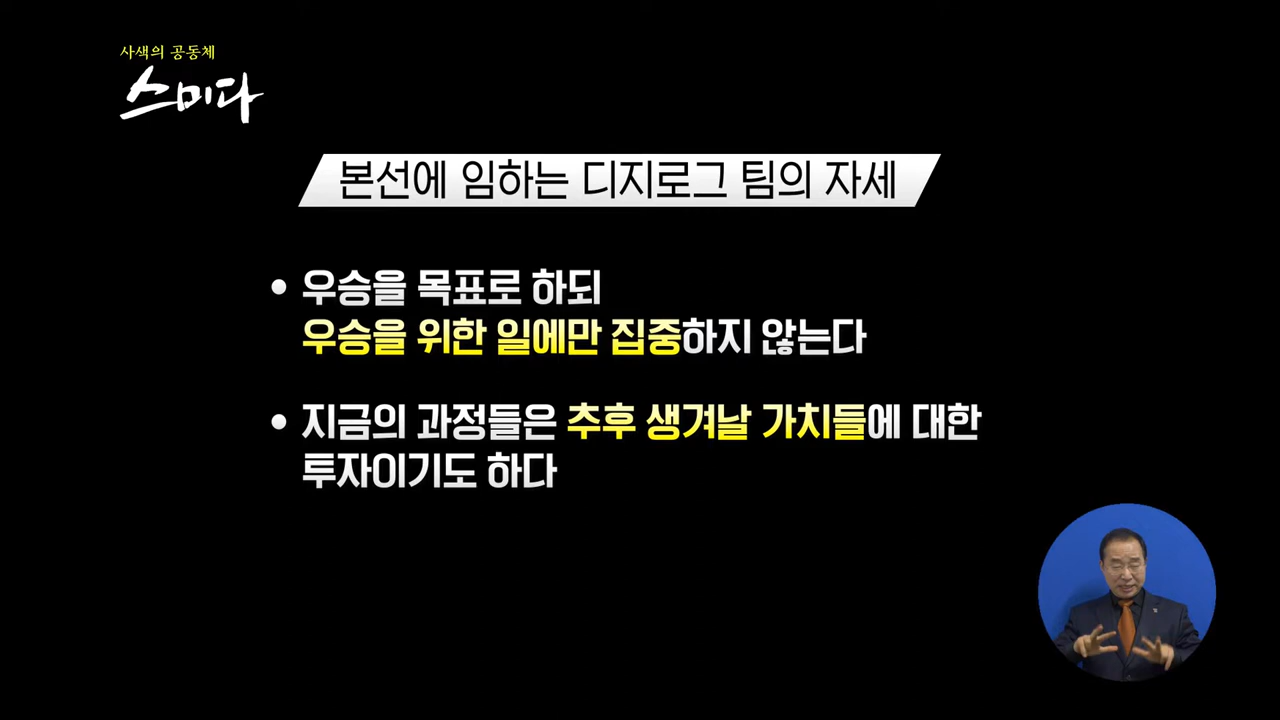 사색의 공동체
스미다
본선에 임하는 디지로그 팀의 자세
• 우승을 목표로 하되
우승을 위한 일에만 집중하지 않는다
• 지금의 과정들은 추후 생겨날 가치들에 대한
투자이기도 하다